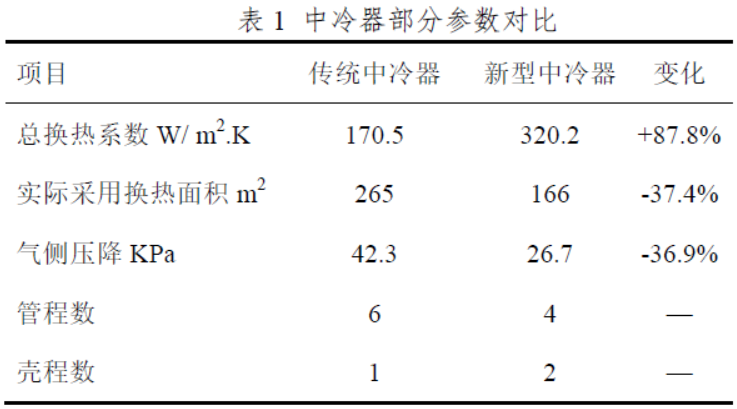 表 1 中冷器部分参数对比
项目 传统中冷器 新型中冷器 变化
总换热系数 W/ m².K 170.5 320.2 +87.8%
实际采用换热面积 m² 265 166 -37.4%
气侧压降 KPa 42.3 26.7 -36.9%
管程数 6 4 —
壳程数 1 2 —